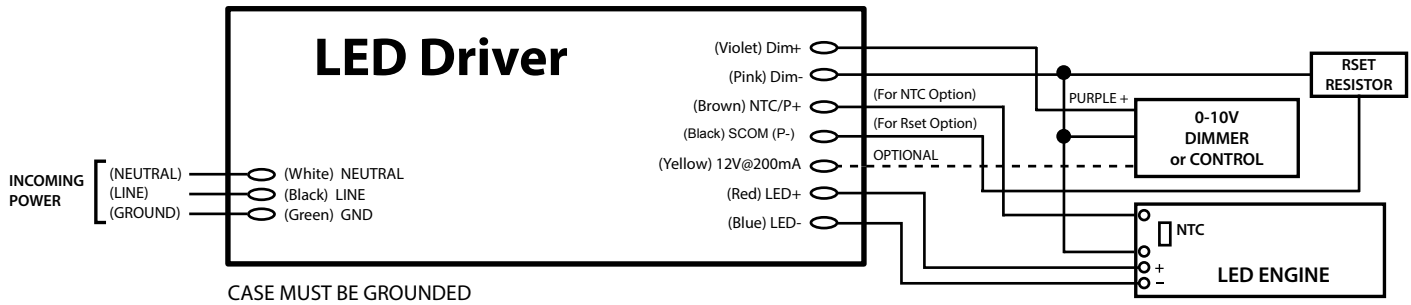 LED Driver
(Violet) Dim+
(Pink) Dim-
(Brown) NTC/P+
(Black) SCOM (P-)
(Yellow) 12V@200mA
(Red) LED+
(Blue) LED-
(For NTC Option)
(For Rset Option)
OPTIONAL
PURPLE +
RSET
RESISTOR
0-10V
DIMMER
or CONTROL
INCOMING
POWER
(NEUTRAL)
(LINE)
(GROUND)
(White) NEUTRAL
(Black) LINE
(Green) GND
NTC
+
–
LED ENGINE
CASE MUST BE GROUNDED